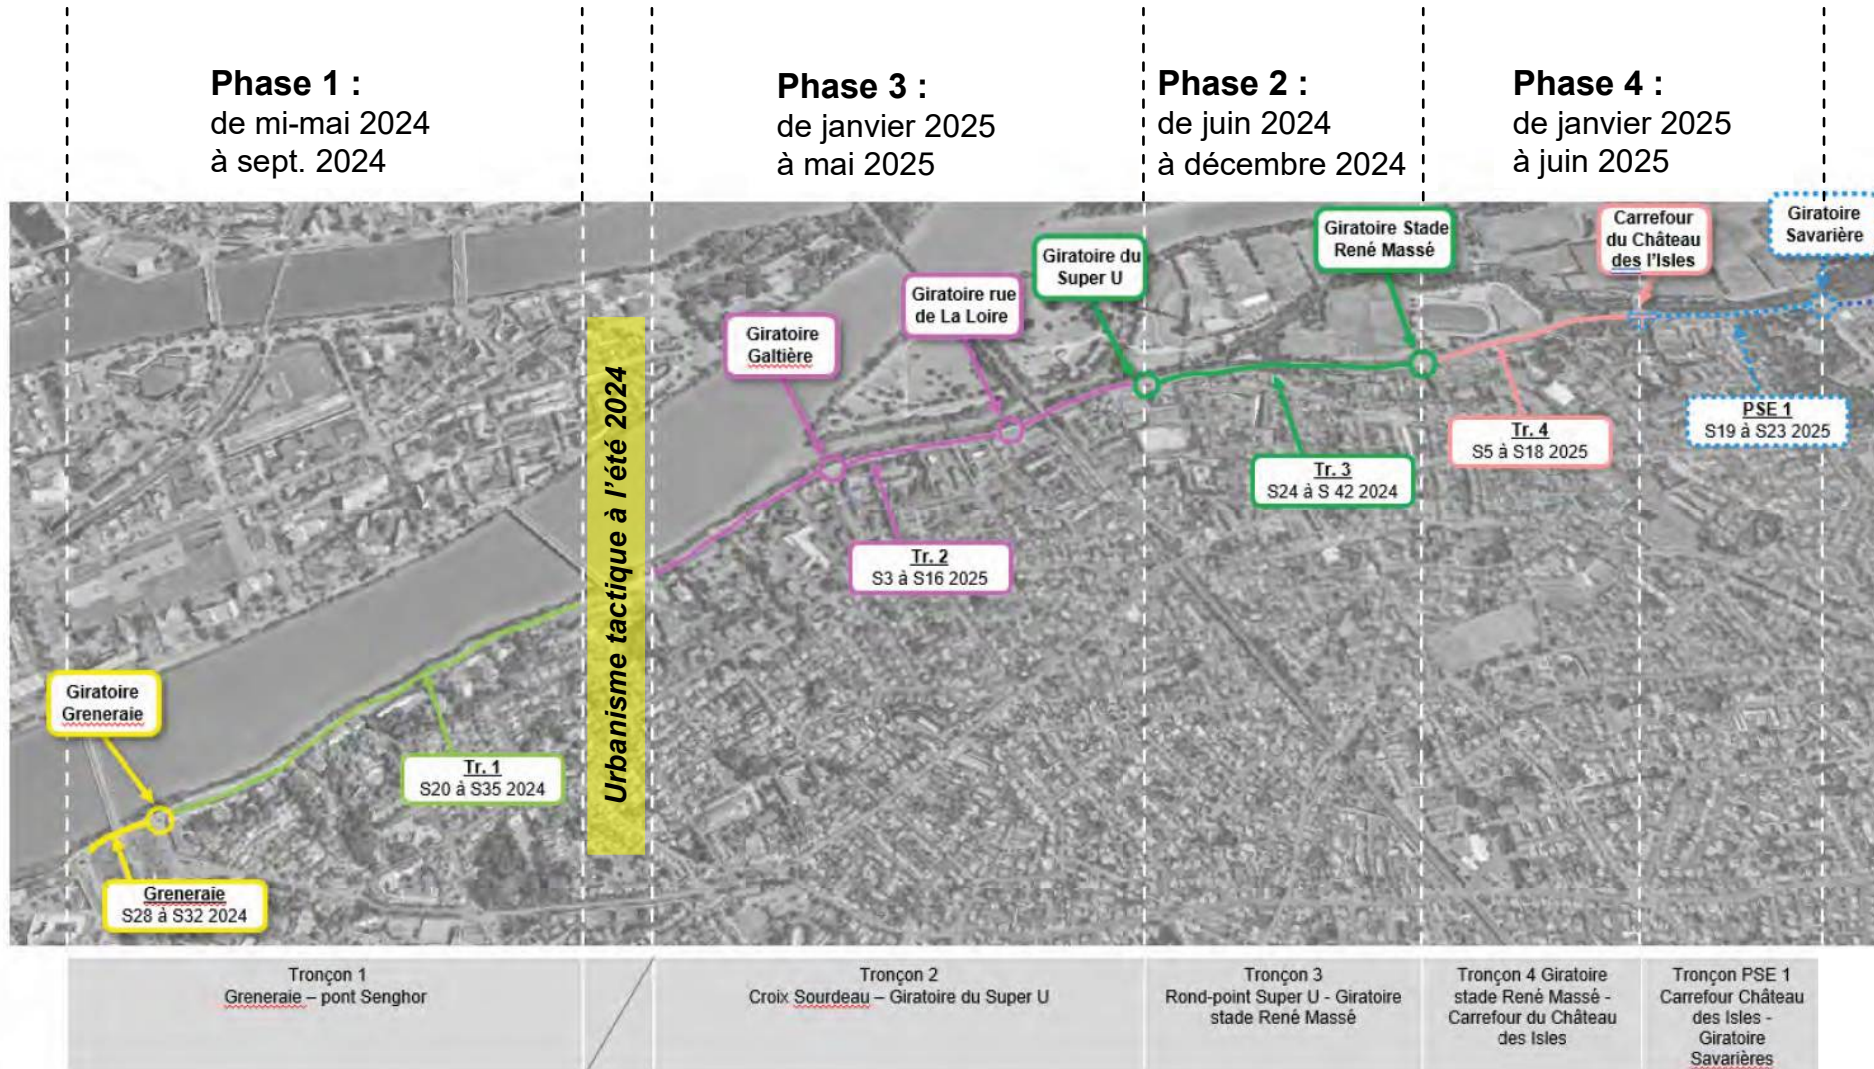 Phase 1 :
de mi-mai 2024
à sept. 2024
Phase 3 :
de janvier 2025
à mai 2025
Phase 2 :
de juin 2024
à décembre 2024
Phase 4 :
de janvier 2025
à juin 2025
Giratoire
Savarière
Carrefour
du Château
des l'Isles
Giratoire Stade
René Massé
Giratoire du
Super U
Giratoire rue
de La Loire
Giratoire
Galtière
Urbanisme tactique à l'été 2024
PSE 1
S19 à S23 2025
Tr. 4
S5 à S18 2025
Tr. 3
S24 à S 42 2024
Tr. 2
S3 à S16 2025
Giratoire
Greneraie
Tr. 1
S20 à S35 2024
Greneraie
S28 à S32 2024
Tronçon 1
Greneraie – pont Senghor
Tronçon 2
Croix Sourdeau – Giratoire du Super U
Tronçon 3
Rond-point Super U - Giratoire
stade René Massé
Tronçon 4 Giratoire
stade René Massé -
Carrefour du Château
des Isles
Tronçon PSE 1
Carrefour Château
des Isles -
Giratoire
Savarières